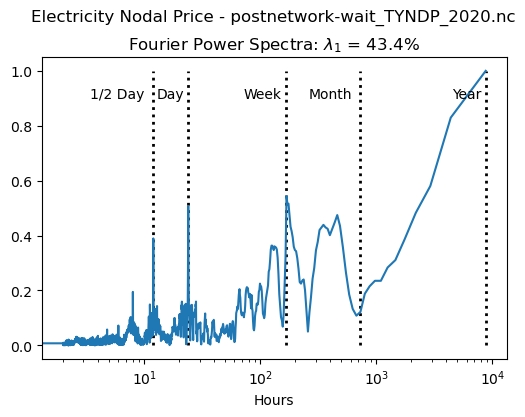 Electricity Nodal Price - postnetwork-wait_TYNDP_2020.nc
Fourier Power Spectra: λ₁ = 43.4%
1.0
1/2 Day Day Week Month Year
0.8
0.6
0.4
0.2
0.0
10¹ 10² 10³ 10⁴
Hours